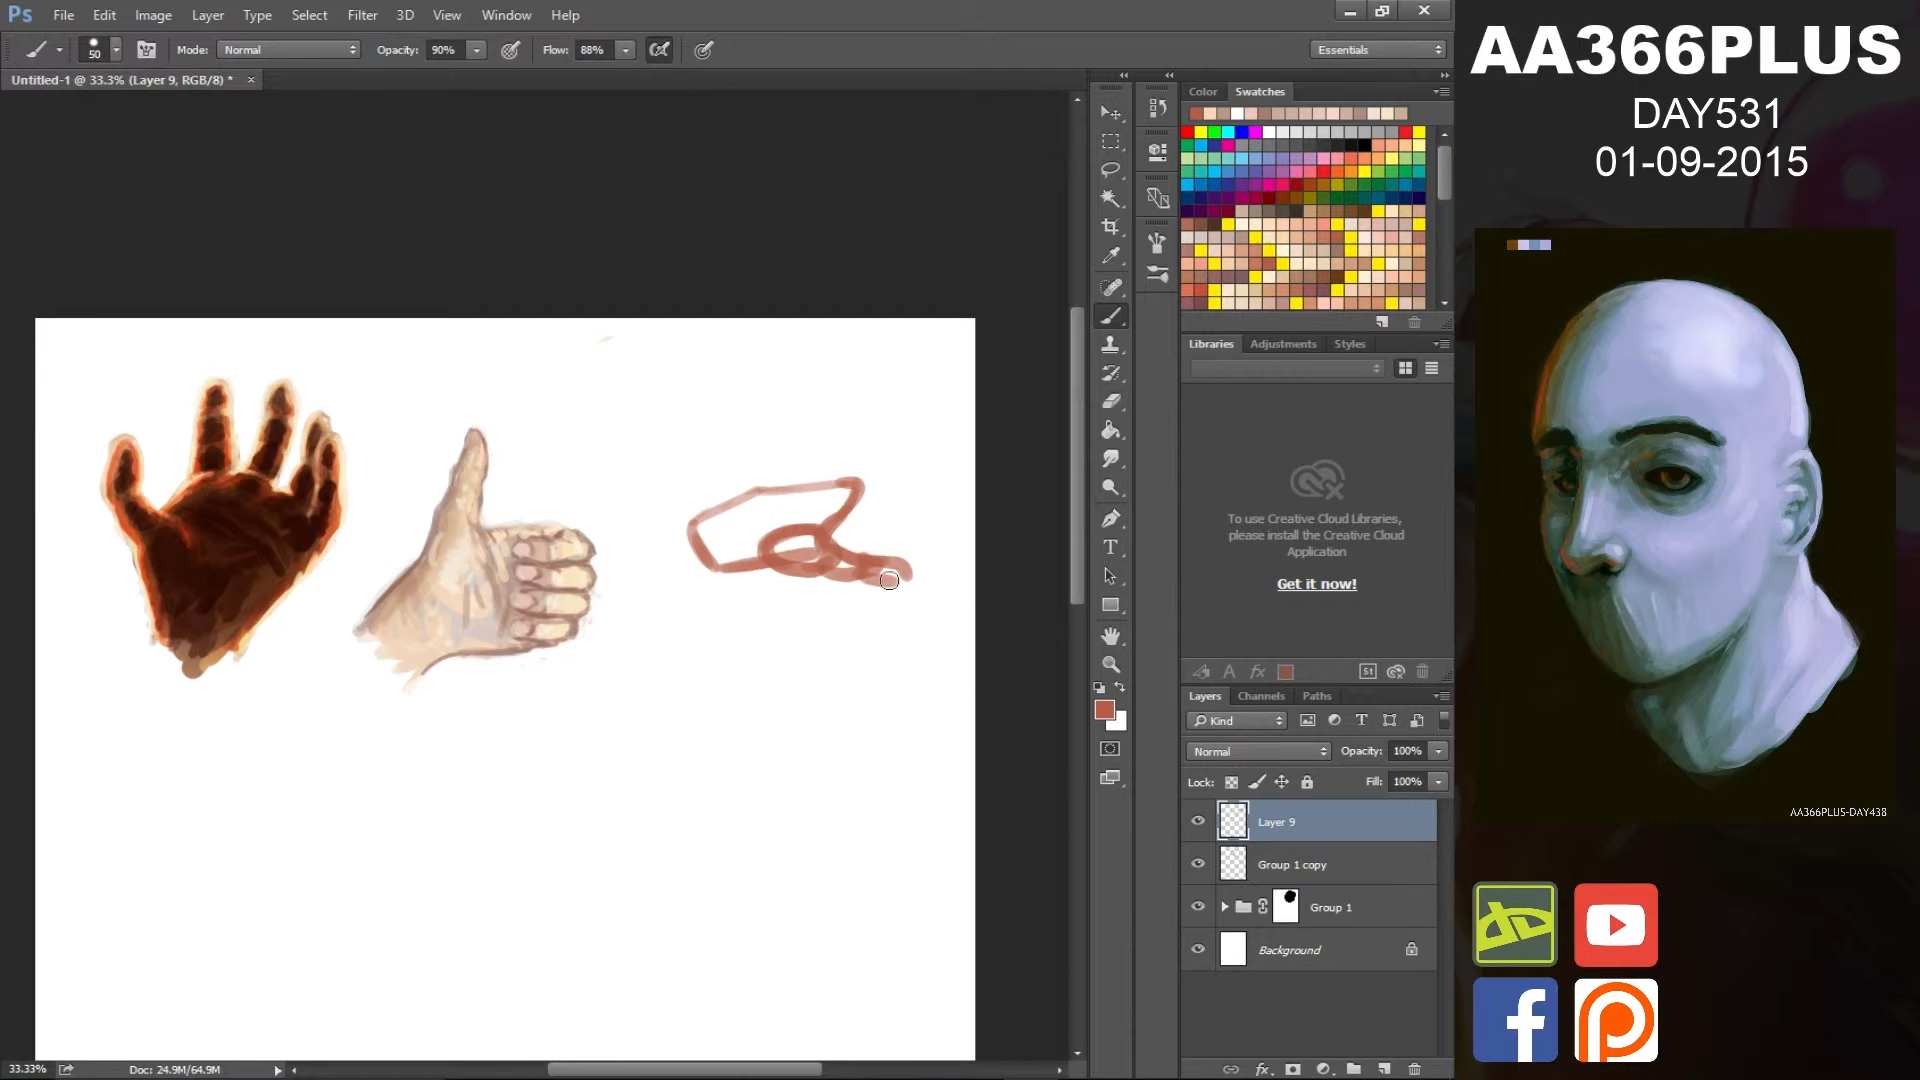 Ps File Edit Image Layer Type Select Filter 3D View Window Help
50 Mode: Normal Opacity: 90% Flow: 88% Essentials
Untitled-1 @ 33.3% (Layer 9, RGB/8) * ×
Color Swatches
Libraries Adjustments Styles
To use Creative Cloud Libraries,
please install the Creative Cloud
Application
Get it now!
Layers Channels Paths
Kind
Normal Opacity: 100%
Lock: Fill: 100%
Layer 9
Group 1 copy
Group 1
Background
33.33% Doc: 24.9M/64.9M
AA366PLUS
DAY531
01-09-2015
AA366PLUS-DAY438